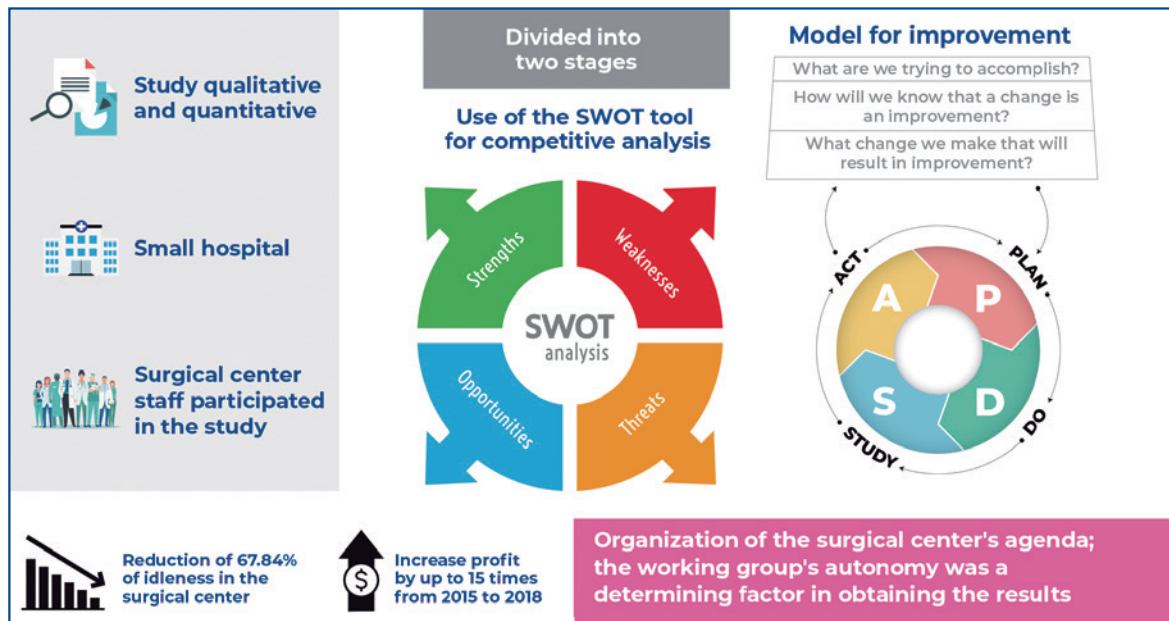 Study qualitative
and quantitative
Small hospital
Surgical center
staff participated
in the study
Divided into
two stages
Use of the SWOT tool
for competitive analysis
Strengths
Weaknesses
SWOT
analysis
Opportunities
Threats
Model for improvement
What are we trying to accomplish?
How will we know that a change is
an improvement?
What change we make that will
result in improvement?
ACT
PLAN
A
P
S
D
STUDY
DO
Reduction of 67.84%
of idleness in the
surgical center
$
Increase profit
by up to 15 times
from 2015 to 2018
Organization of the surgical center's agenda;
the working group's autonomy was a
determining factor in obtaining the results